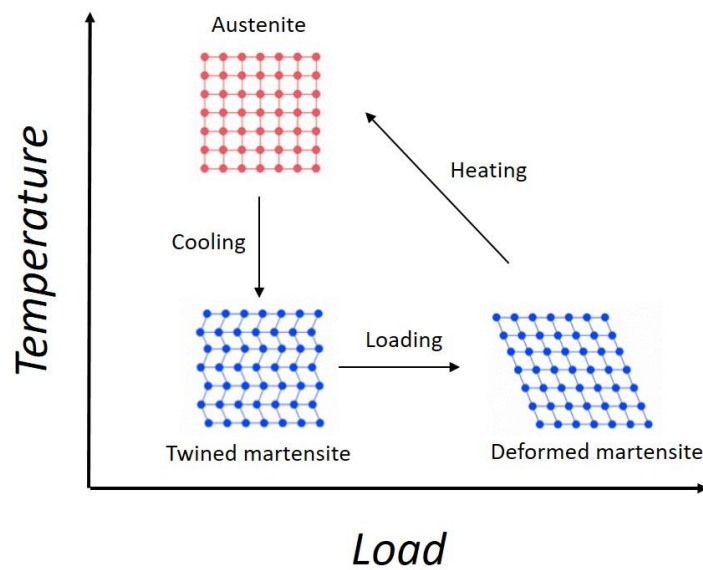 Austenite
Temperature
Heating
Cooling
Loading
Twined martensite
Deformed martensite
Load